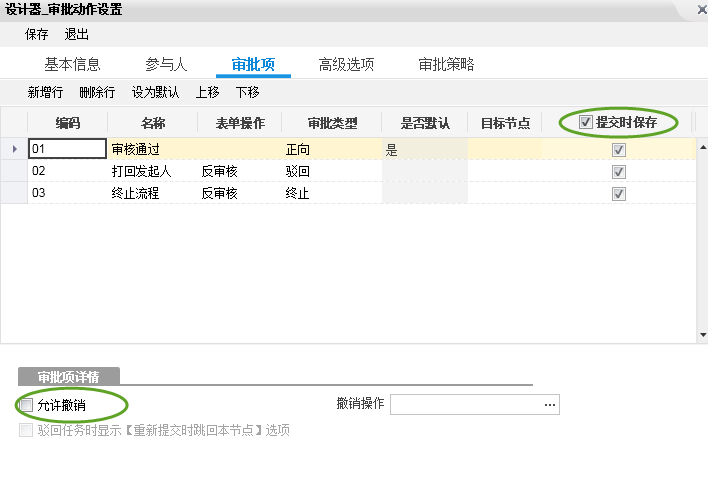 设计器_审批动作设置
保存 退出
基本信息 参与人 审批项 高级选项 审批策略
新增行 删除行 设为默认 上移 下移
编码 名称 表单操作 审批类型 是否默认 目标节点 提交时保存
01 审核通过 正向 是
02 打回发起人 反审核 驳回
03 终止流程 反审核 终止
审批项详情
允许撤销 撤销操作 ...
驳回任务时显示【重新提交时跳回本节点】选项